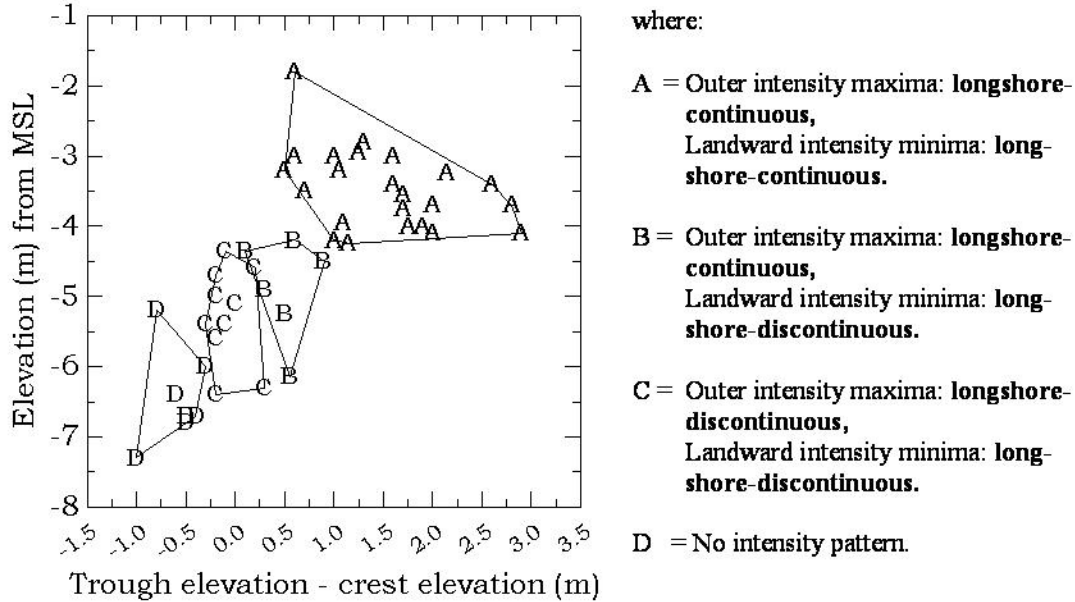 -1
-2
-3
-4
-5
-6
-7
-8
Elevation (m) from MSL
-1.5 -1.0 -0.5 0.0 0.5 1.0 1.5 2.0 2.5 3.0 3.5
Trough elevation - crest elevation (m)
A
A A A A
A A A
A A A A A
A A A A A A
A A A A A A
A A
C B B
C C B
C C B
C C B
C
D
D
D C C B
D D
D
D
where:
A = Outer intensity maxima: longshore-
continuous,
Landward intensity minima: long-
shore-continuous.
B = Outer intensity maxima: longshore-
continuous,
Landward intensity minima: long-
shore-discontinuous.
C = Outer intensity maxima: longshore-
discontinuous,
Landward intensity minima: long-
shore-discontinuous.
D = No intensity pattern.